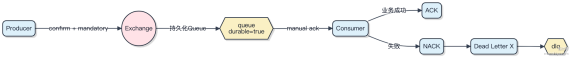 Producer
confirm + mandatory
Exchange
持久化Queue
queue
durable=true
manual ack
Consumer
业务成功
ACK
失败
NACK
Dead Letter X
dlq